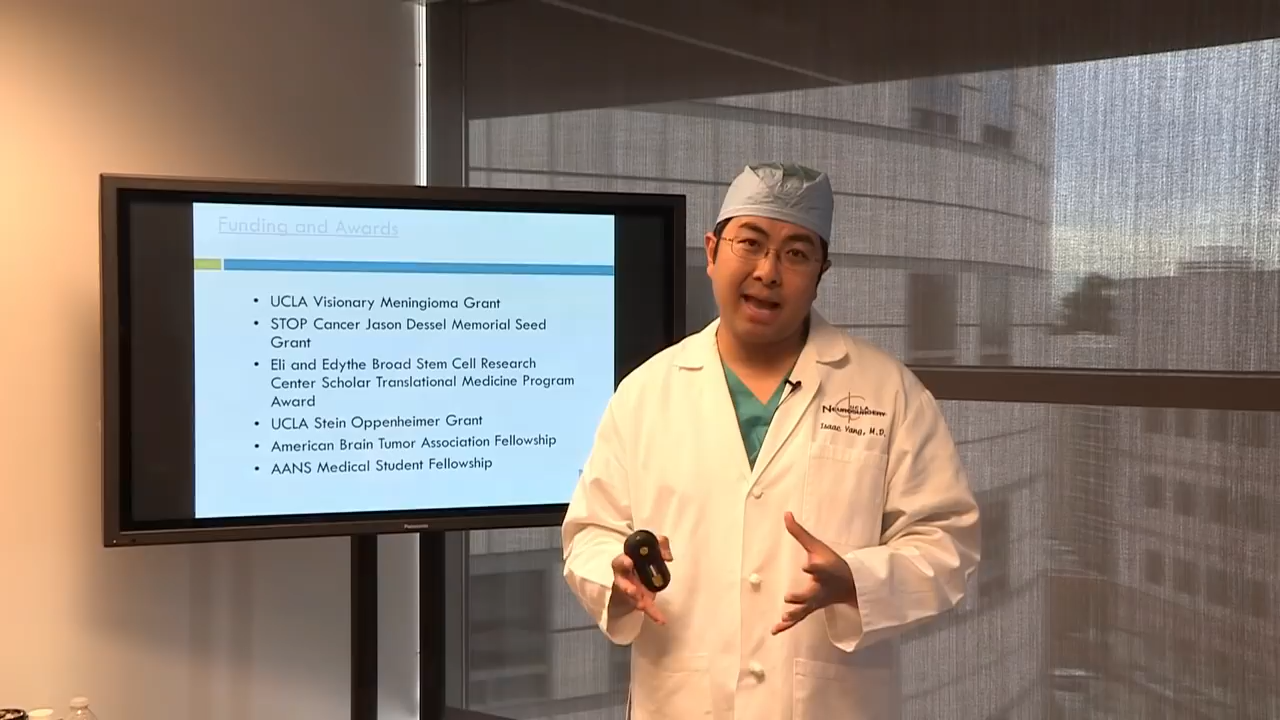 Funding and Awards
• UCLA Visionary Meningioma Grant
• STOP Cancer Jason Dessel Memorial Seed
Grant
• Eli and Edythe Broad Stem Cell Research
Center Scholar Translational Medicine Program
Award
• UCLA Stein Oppenheimer Grant
• American Brain Tumor Association Fellowship
• AANS Medical Student Fellowship
Panasonic
UCLA
NEUROSURGERY
Isaac Yang, M.D.